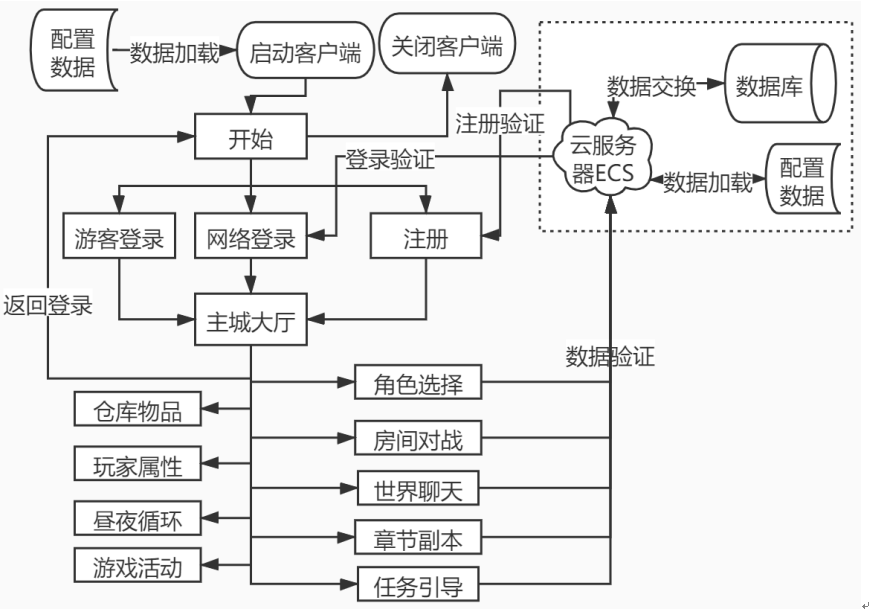 配置
数据
数据加载
启动客户端
关闭客户端
数据交换
数据库
开始
注册验证
云服务
器ECS
登录验证
数据加载
配置
数据
游客登录
网络登录
注册
返回登录
主城大厅
数据验证
角色选择
仓库物品
房间对战
玩家属性
世界聊天
昼夜循环
章节副本
游戏活动
任务引导